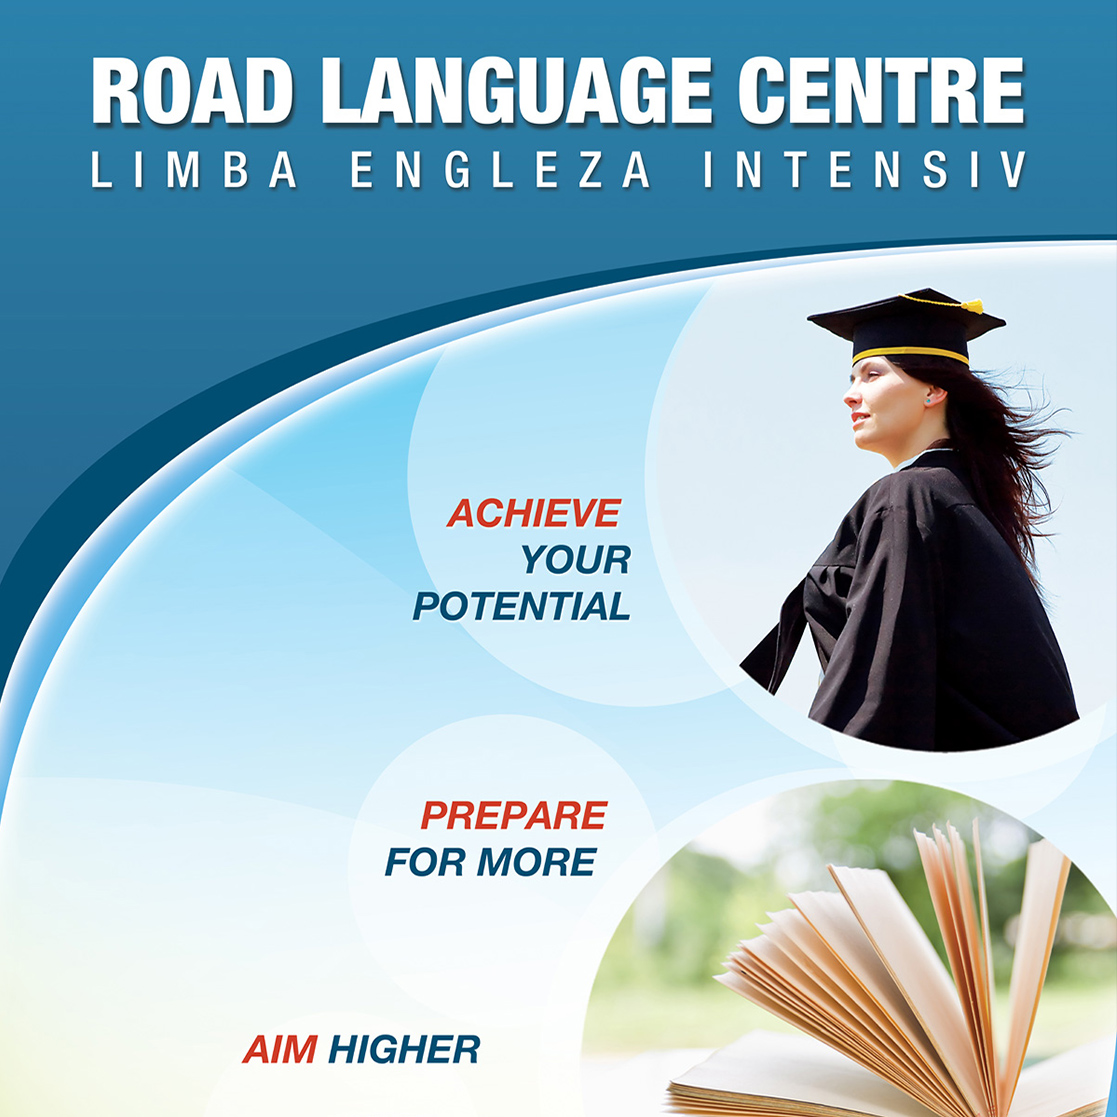 ROAD LANGUAGE CENTRE
LIMBA ENGLEZA INTENSIV
ACHIEVE
YOUR
POTENTIAL
PREPARE
FOR MORE
AIM HIGHER